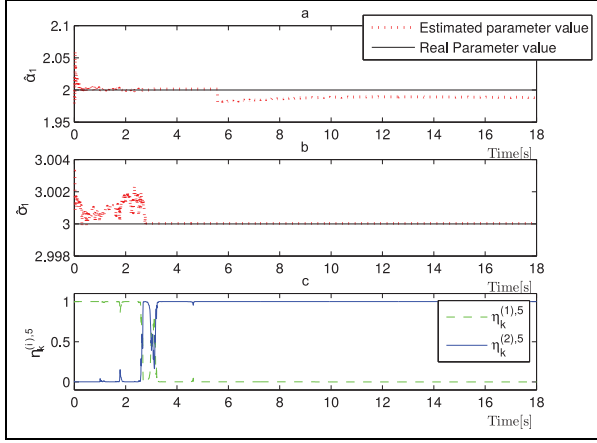 a
2.1
2.05
2
1.95
α̂₁
Estimated parameter value
Real Parameter value
0 2 4 6 8 10 12 14 16 18
Time[s]
b
3.004
3.002
3
2.998
σ̂₁
0 2 4 6 8 10 12 14 16 18
Time[s]
c
1
0.5
0
η_k^(i),5
η_k^(1),5
η_k^(2),5
0 2 4 6 8 10 12 14 16 18
Time[s]